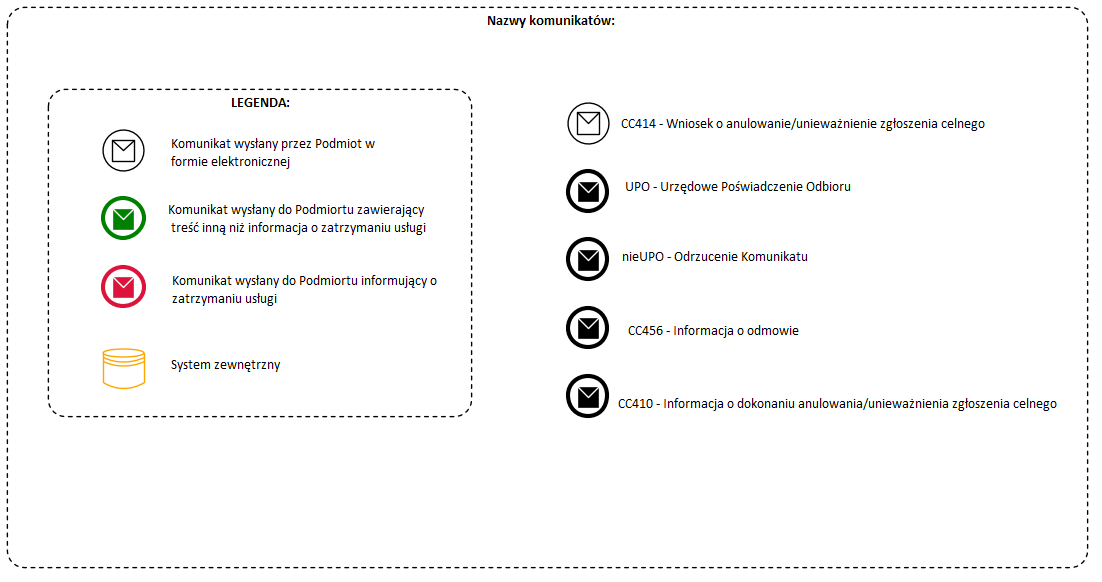 Nazwy komunikatów:
LEGENDA:
Komunikat wysłany przez Podmiot w
formie elektronicznej
Komunikat wysłany do Podmiortu zawierający
treść inną niż informacja o zatrzymaniu usługi
Komunikat wysłany do Podmiortu informujący o
zatrzymaniu usługi
System zewnętrzny
CC414 - Wniosek o anulowanie/unieważnienie zgłoszenia celnego
UPO - Urzędowe Poświadczenie Odbioru
nieUPO - Odrzucenie Komunikatu
CC456 - Informacja o odmowie
CC410 - Informacja o dokonaniu anulowania/unieważnienia zgłoszenia celnego